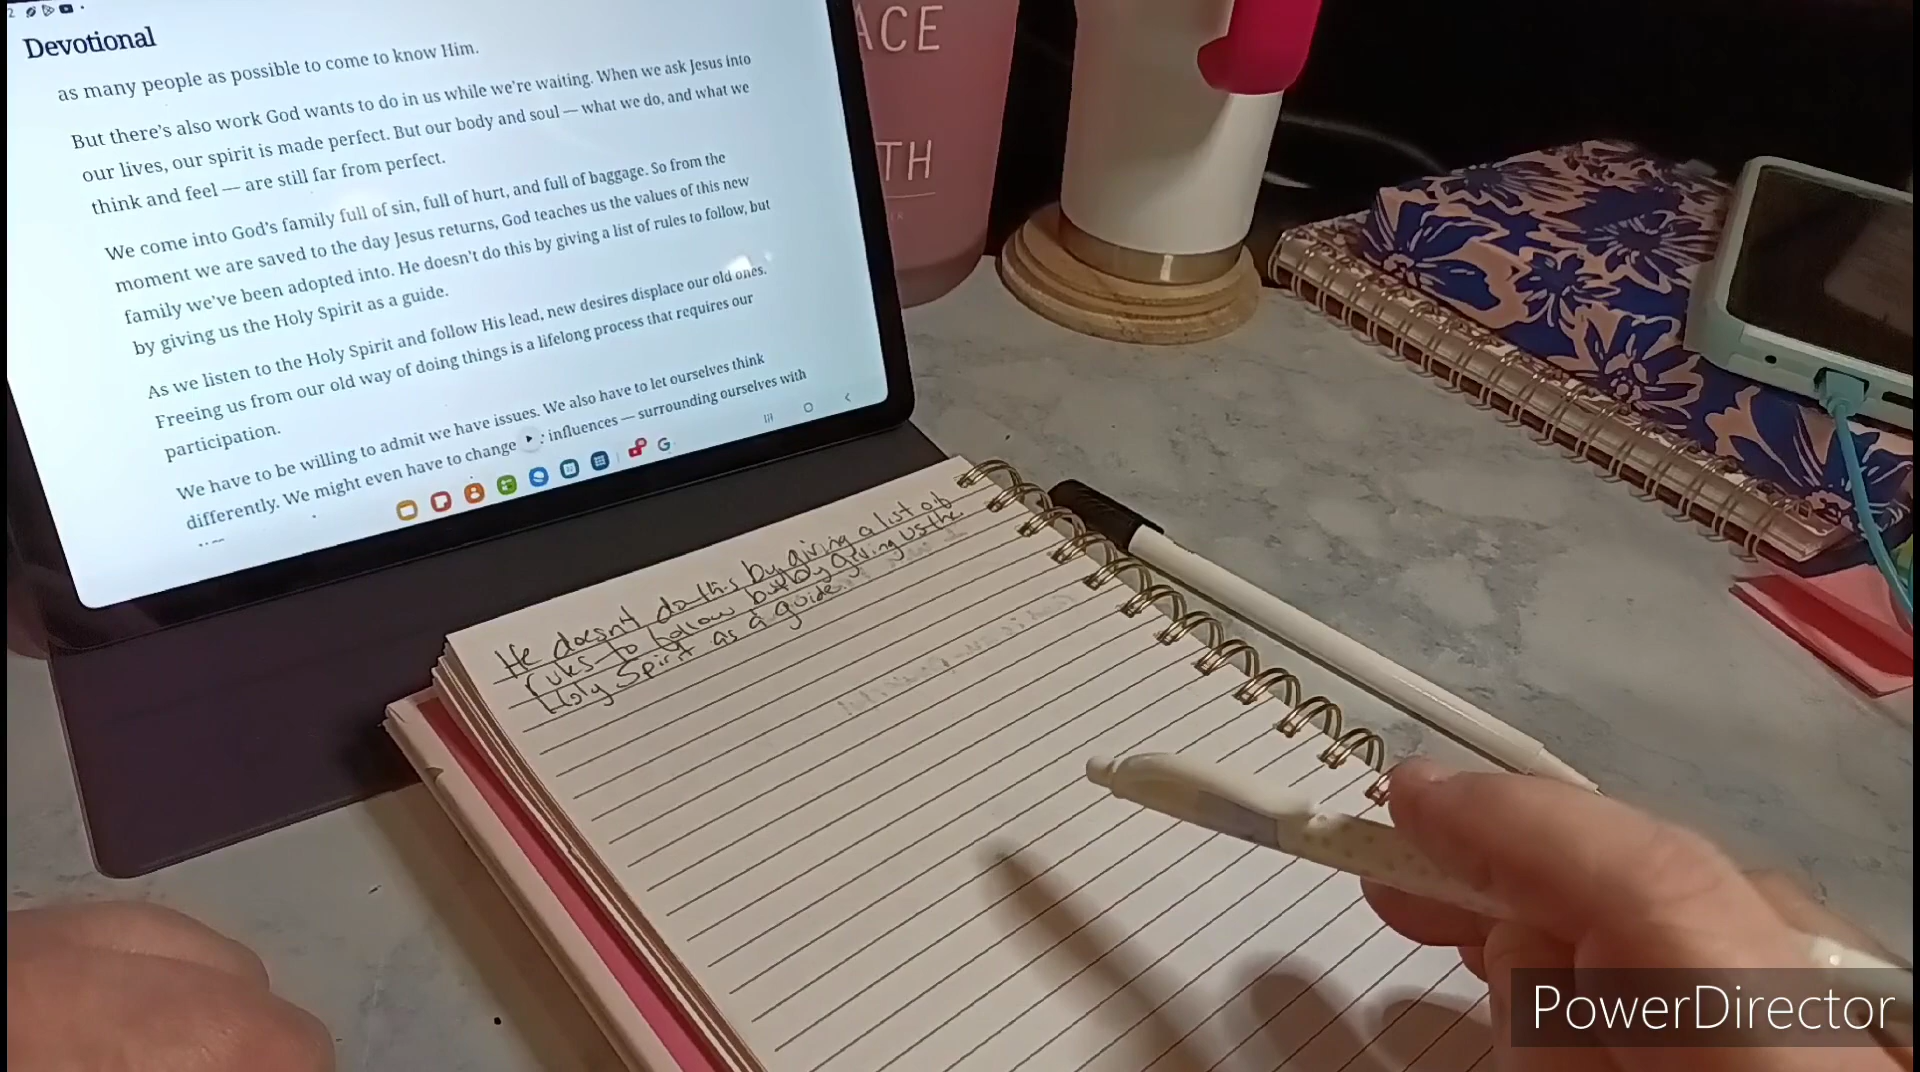 Devotional
as many people as possible to come to know Him.
But there's also work God wants to do in us while we're waiting. When we ask Jesus into
our lives, our spirit is made perfect. But our body and soul — what we do, and what we
think and feel — are still far from perfect.
We come into God's family full of sin, full of hurt, and full of baggage. So from the
moment we are saved to the day Jesus returns, God teaches us the values of this new
family we've been adopted into. He doesn't do this by giving a list of rules to follow, but
by giving us the Holy Spirit as a guide.
As we listen to the Holy Spirit and follow His lead, new desires displace our old ones.
Freeing us from our old way of doing things is a lifelong process that requires our
participation.
We have to be willing to admit we have issues. We also have to let ourselves think
differently. We might even have to change influences — surrounding ourselves with
ACE
TH
He doesn't do this by giving a list of
rules to follow but by giving us the
Holy Spirit as a guide.
PowerDirector